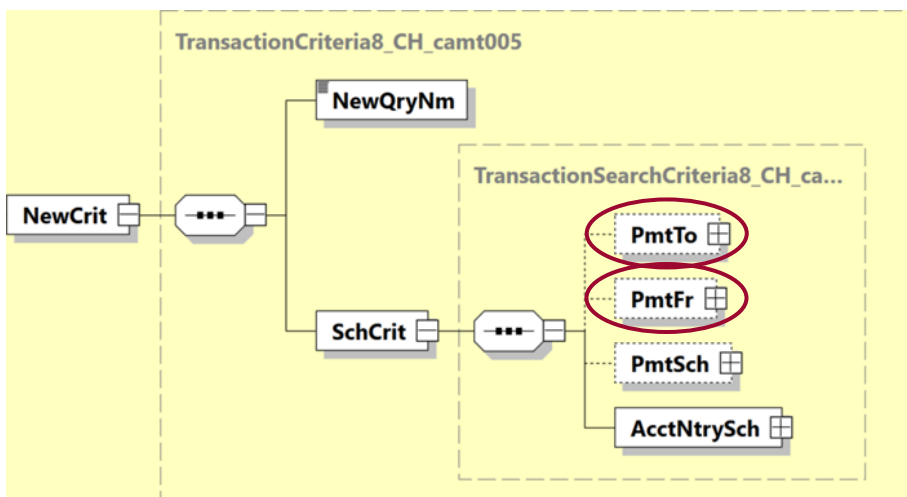 TransactionCriteria8_CH_camt005
NewQryNm
TransactionSearchCriteria8_CH_ca...
NewCrit
PmtTo
PmtFr
SchCrit
PmtSch
AcctNtrySch